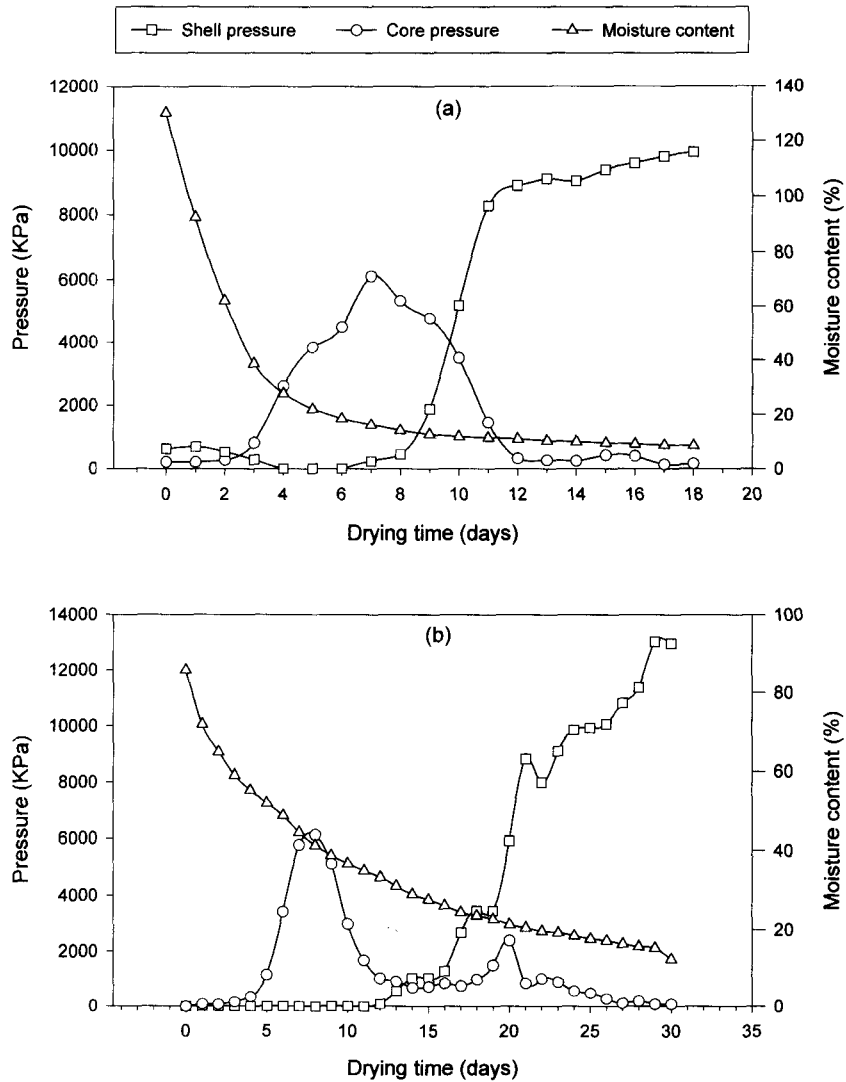 Shell pressure Core pressure Moisture content
(a)
12000
10000
8000
6000
4000
2000
0
Pressure (KPa)
140
120
100
80
60
40
20
0
Moisture content (%)
0 2 4 6 8 10 12 14 16 18 20
Drying time (days)
(b)
14000
12000
10000
8000
6000
4000
2000
0
Pressure (KPa)
100
80
60
40
20
0
Moisture content (%)
0 5 10 15 20 25 30 35
Drying time (days)